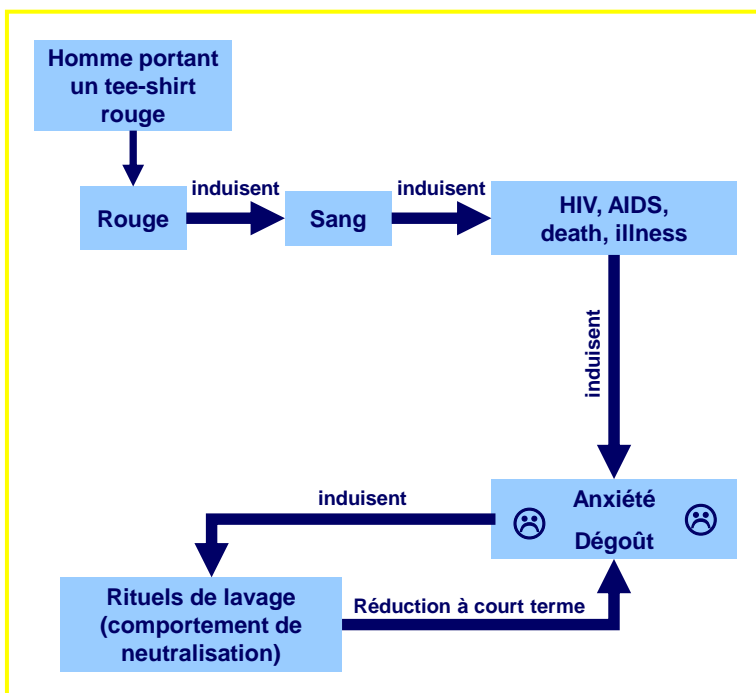 Homme portant
un tee-shirt
rouge
induisent
induisent
Rouge
Sang
HIV, AIDS,
death, illness
induisent
induisent
Anxiété
Dégoût
Rituels de lavage
(comportement de
neutralisation)
Réduction à court terme